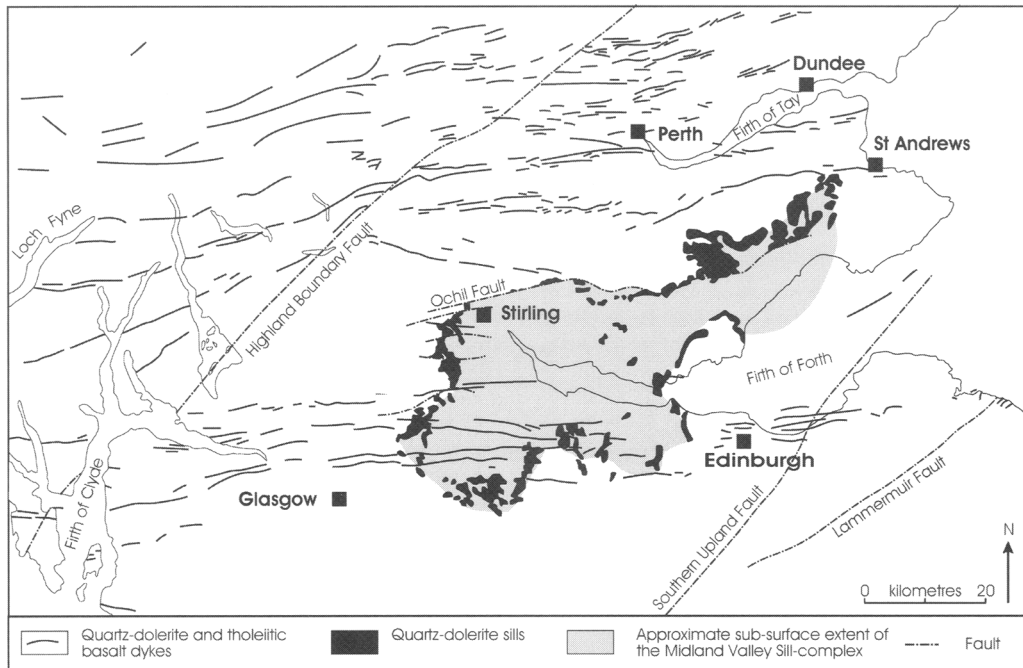 Dundee
Firth of Tay
Perth
St Andrews
Loch Fyne
Highland Boundary Fault
Ochil Fault
Stirling
Firth of Forth
Edinburgh
Glasgow
Firth of Clyde
Southern Upland Fault
Lammermuir Fault
N
0 kilometres 20
Quartz-dolerite and tholeiitic
basalt dykes
Quartz-dolerite sills
Approximate sub-surface extent of
the Midland Valley Sill-complex
Fault